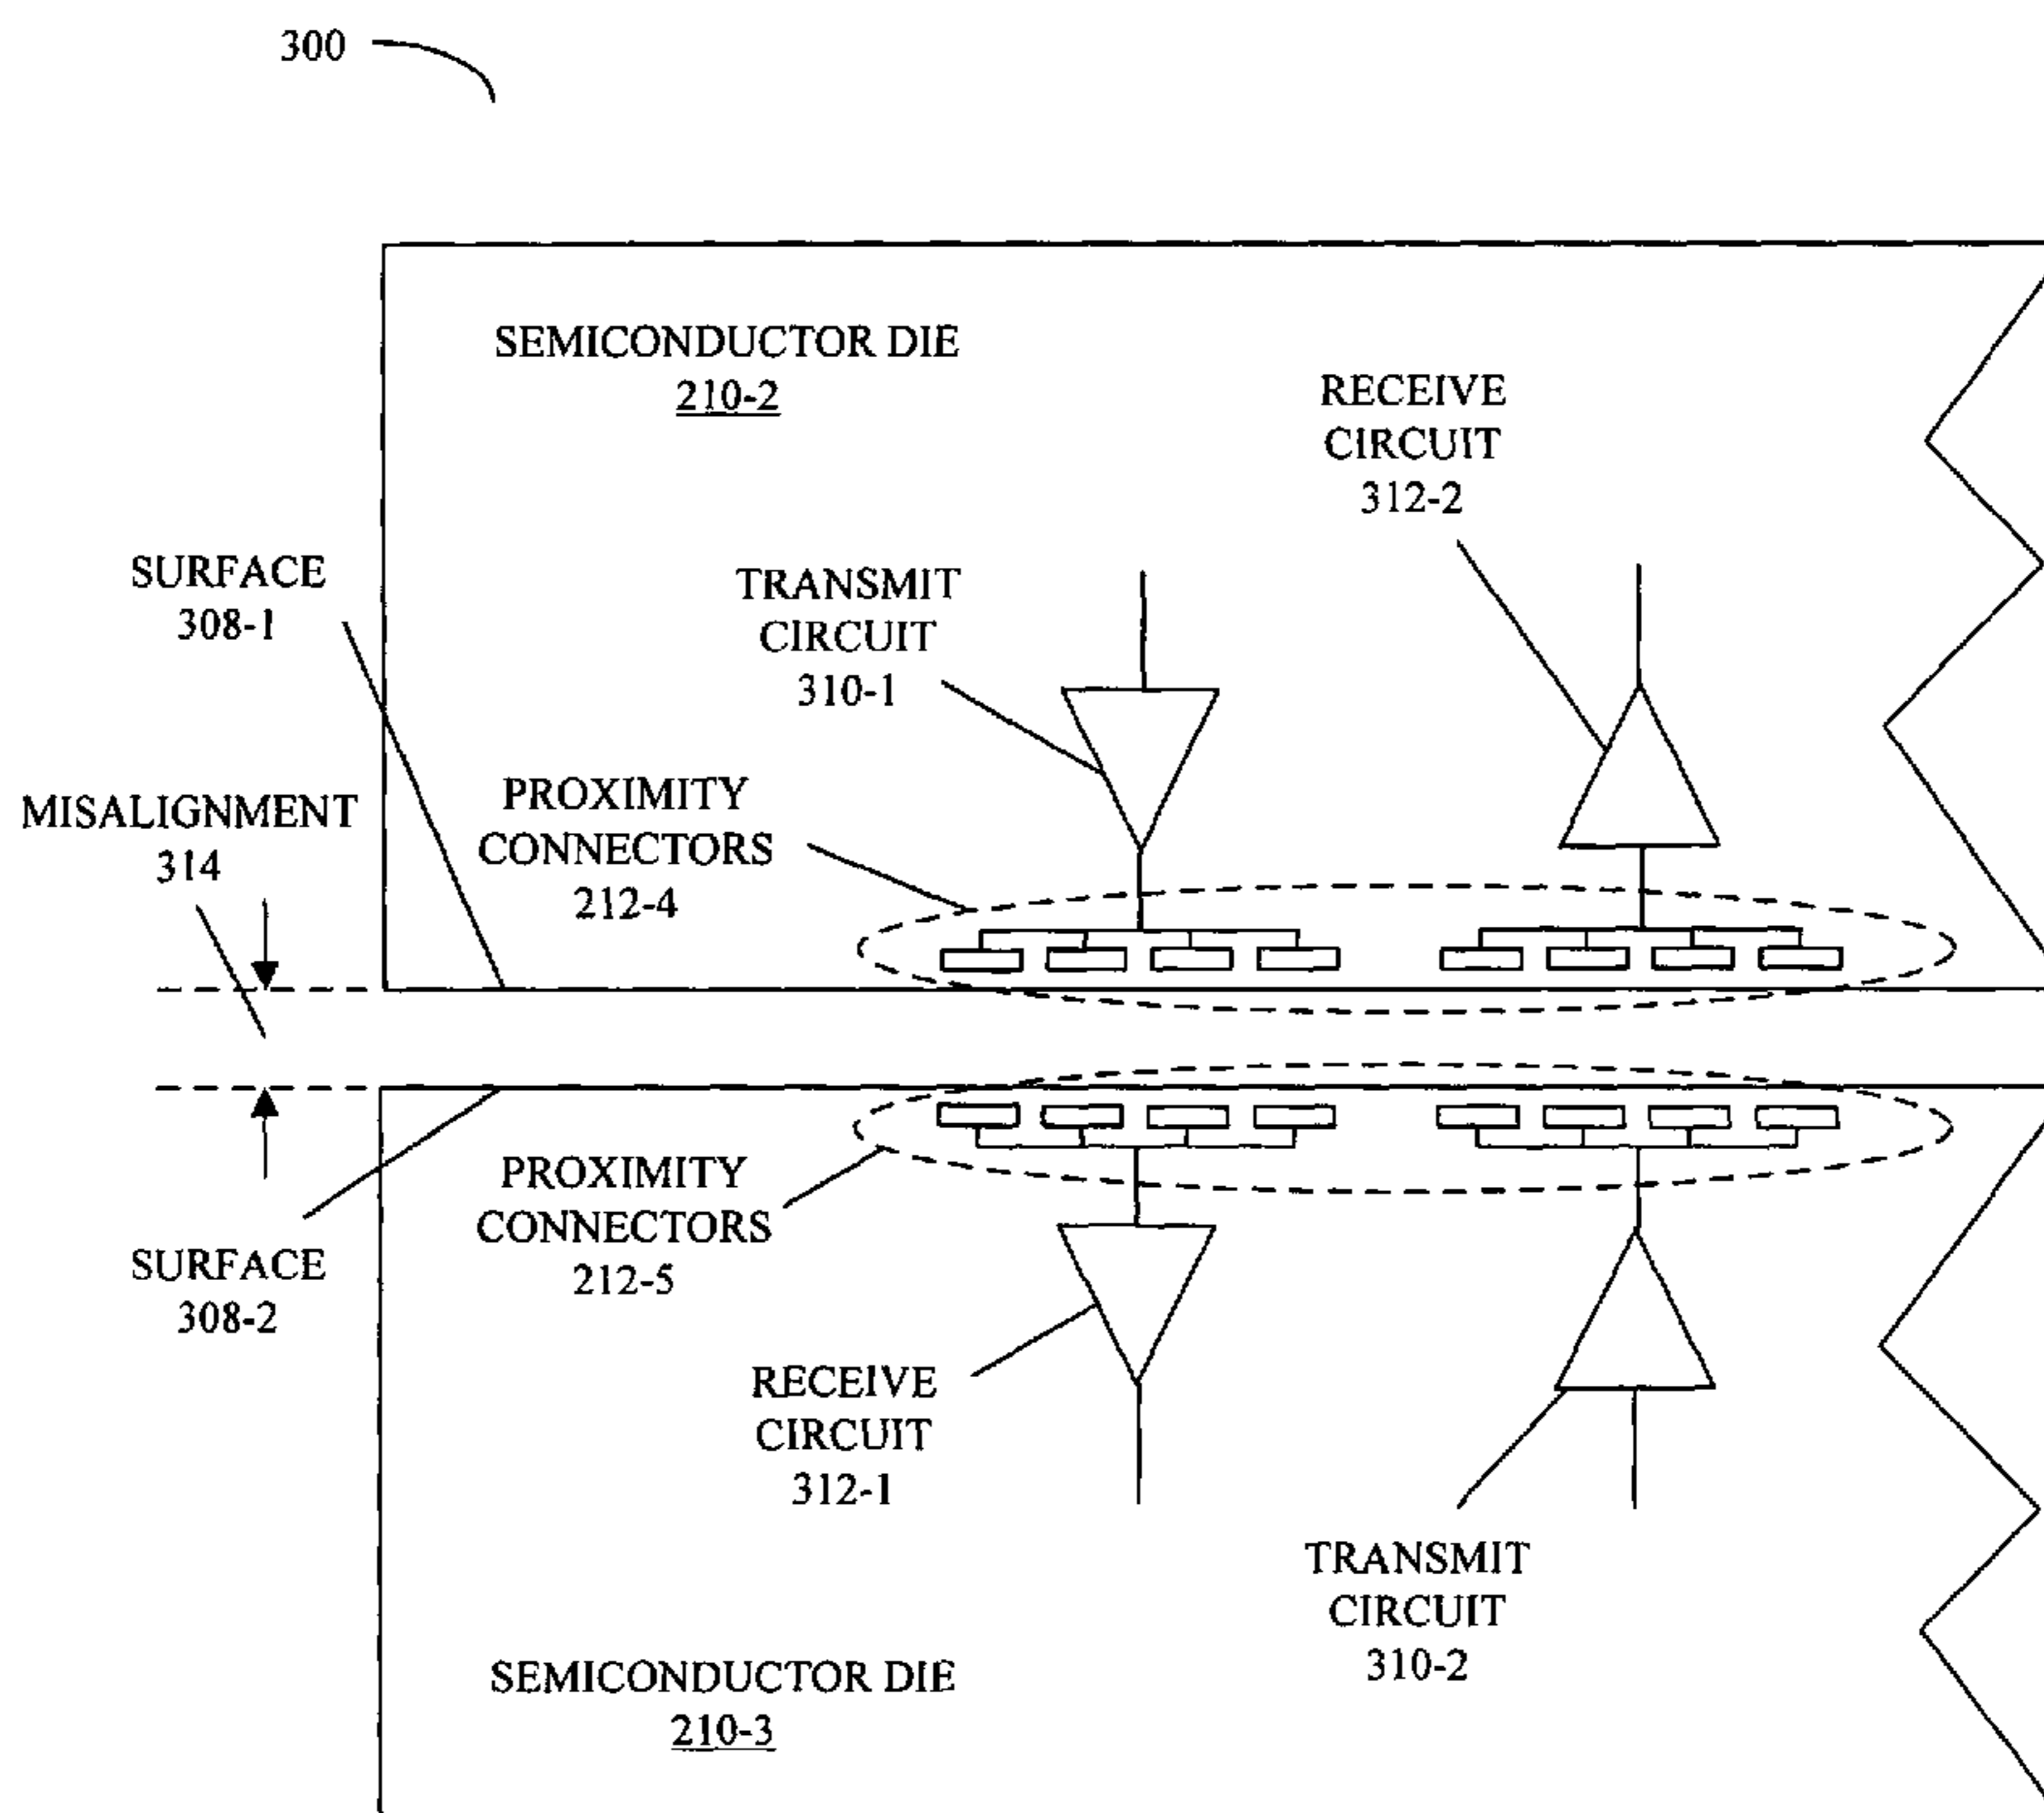 300
SEMICONDUCTOR DIE
210-2
RECEIVE
CIRCUIT
312-2
SURFACE
308-1
TRANSMIT
CIRCUIT
310-1
MISALIGNMENT
314
PROXIMITY
CONNECTORS
212-4
PROXIMITY
CONNECTORS
212-5
SURFACE
308-2
RECEIVE
CIRCUIT
312-1
TRANSMIT
CIRCUIT
310-2
SEMICONDUCTOR DIE
210-3